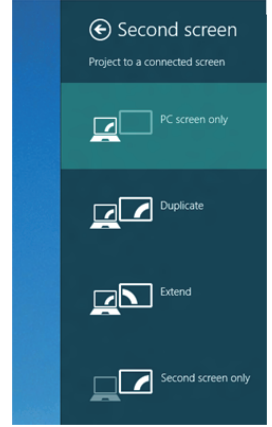 Second screen
Project to a connected screen
PC screen only
Duplicate
Extend
Second screen only